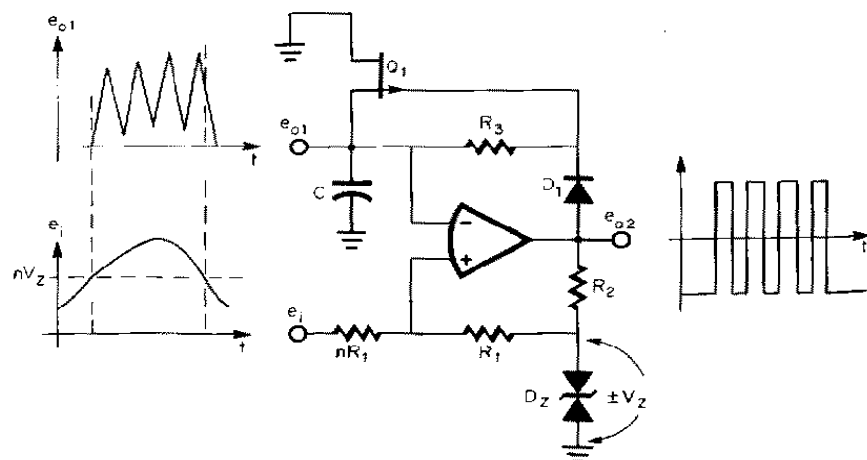 e_o1
t
e_i
nV_Z
t
Q_1
e_o1
R_3
C
D_1
e_o2
−
+
R_2
e_i
nR_1
R_1
D_Z
±V_Z
t